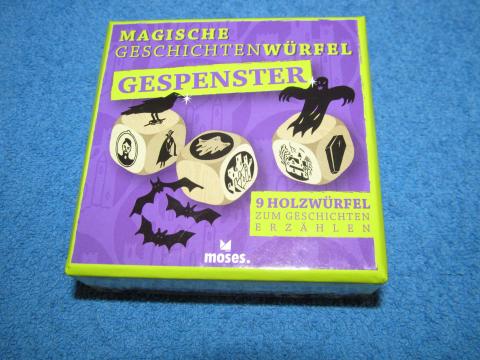 MAGISCHE
GESCHICHTENWÜRFEL
GESPENSTER
9 HOLZWÜRFEL
ZUM GESCHICHTEN
ERZÄHLEN
moses.